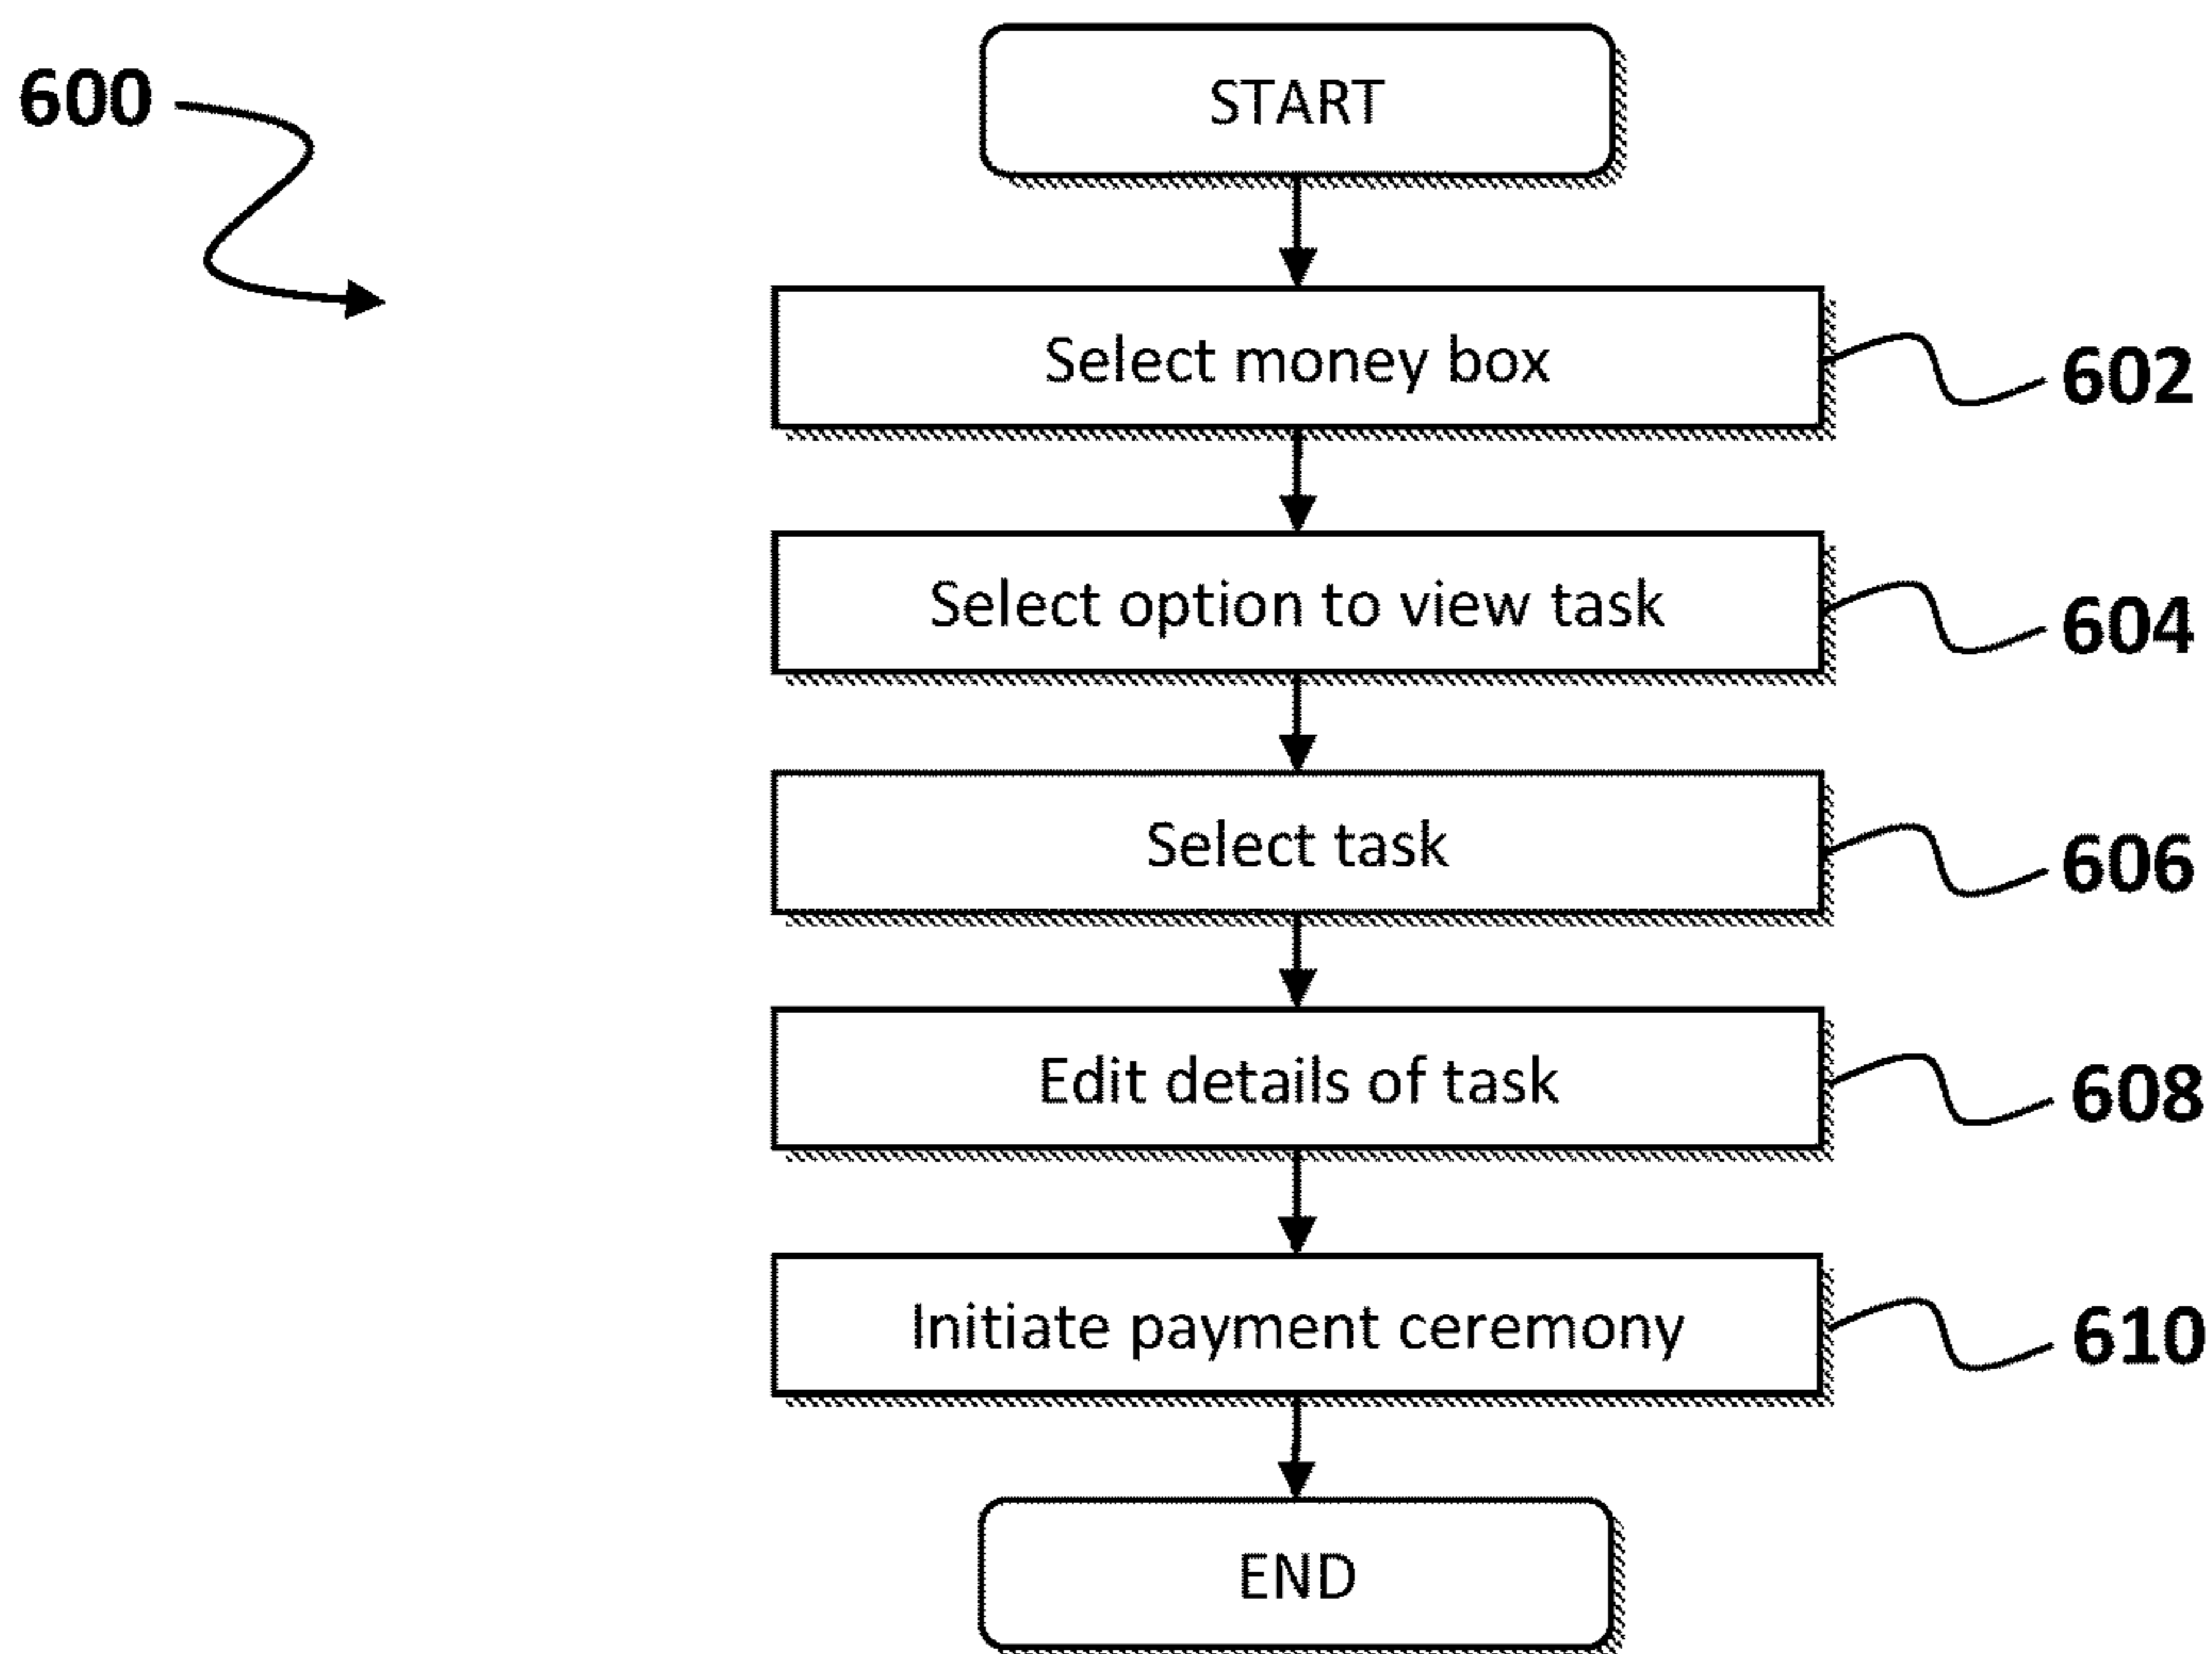 600
START
Select money box
602
Select option to view task
604
Select task
606
Edit details of task
608
Initiate payment ceremony
610
END